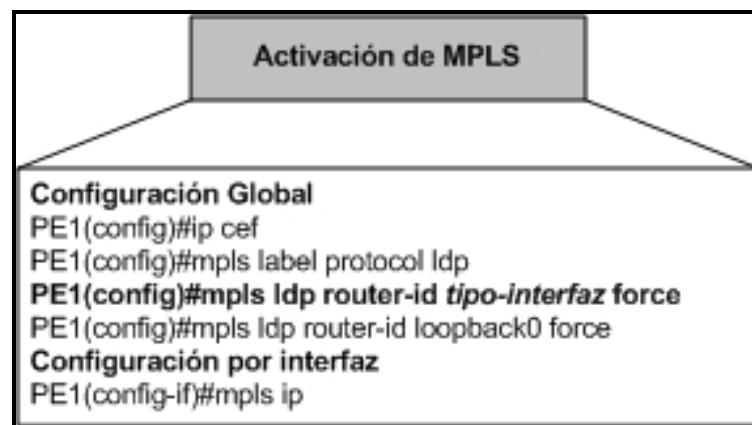 Activación de MPLS
Configuración Global
PE1(config)#ip cef
PE1(config)#mpls label protocol ldp
PE1(config)#mpls ldp router-id tipo-interfaz force
PE1(config)#mpls ldp router-id loopback0 force
Configuración por interfaz
PE1(config-if)#mpls ip